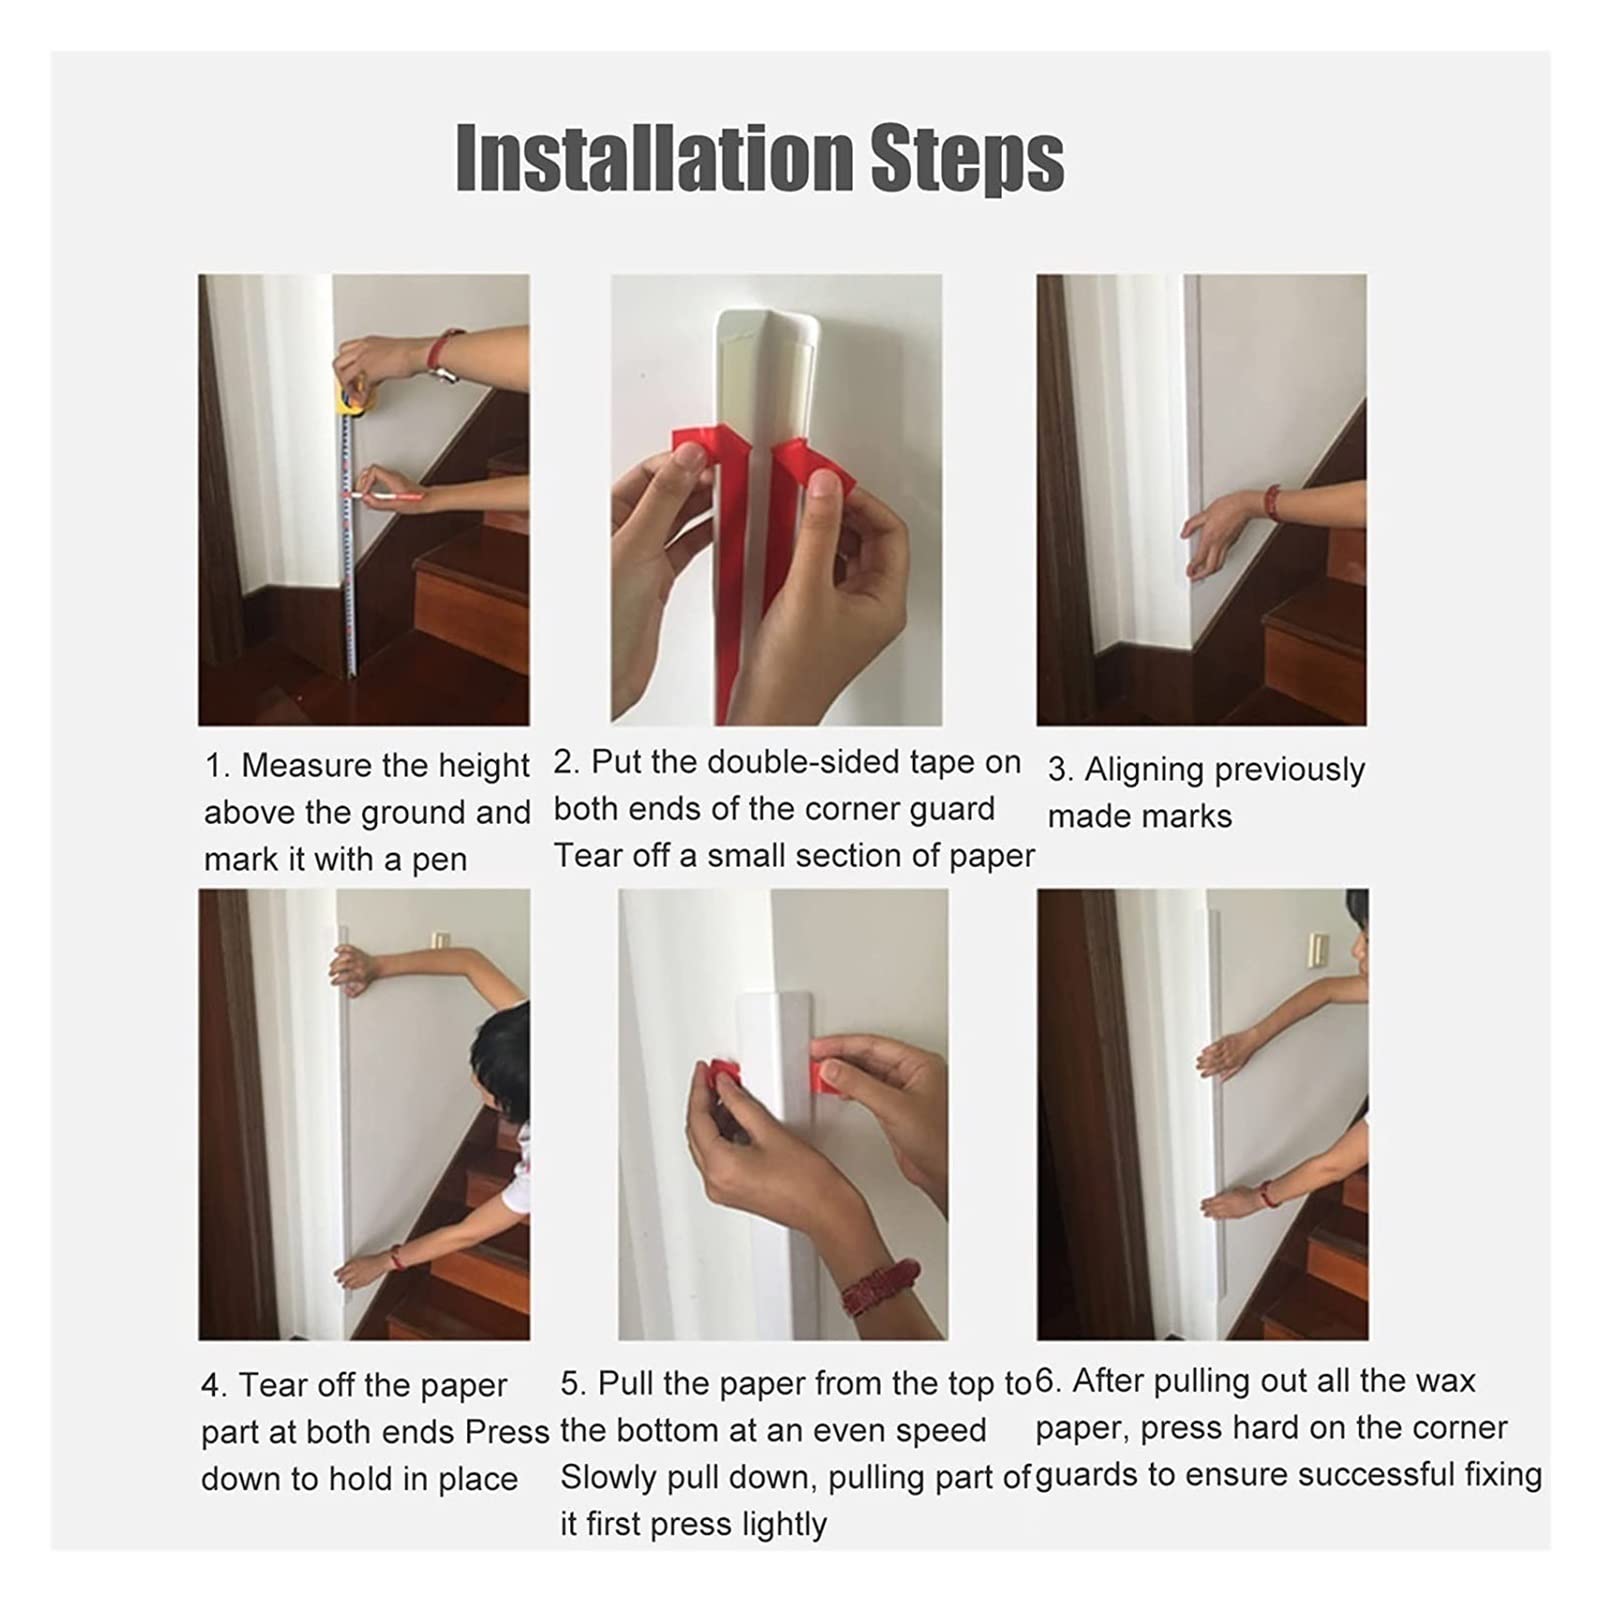 Installation Steps
1. Measure the height
above the ground and
mark it with a pen
2. Put the double-sided tape on
both ends of the corner guard
Tear off a small section of paper
3. Aligning previously
made marks
4. Tear off the paper
part at both ends Press
down to hold in place
5. Pull the paper from the top to
the bottom at an even speed
Slowly pull down, pulling part of
it first press lightly
6. After pulling out all the wax
paper, press hard on the corner
guards to ensure successful fixing